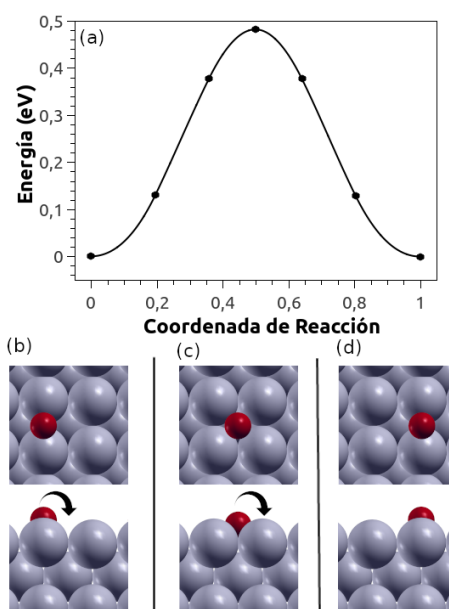 (a)
0,5
0,4
0,3
0,2
0,1
0
Energía (eV)
0 0,2 0,4 0,6 0,8 1
Coordenada de Reacción
(b) (c) (d)